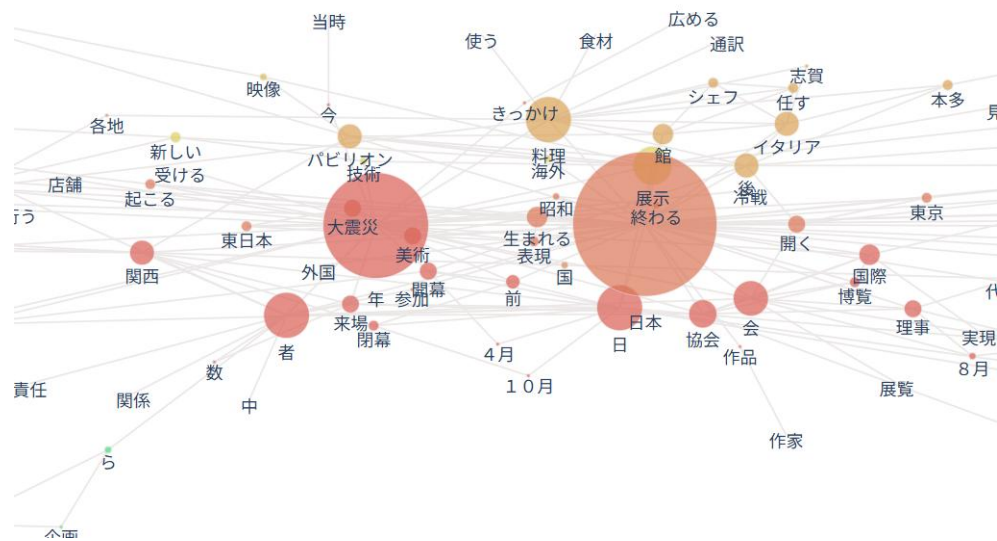 当時
広める
使う
食材
通訳
志賀
映像
シェフ
任す
本多
今
きっかけ
各地
イタリア
新しい
パビリオン
料理
館
受ける
技術
海外
店舗
後
起こる
冷戦
展示
昭和
東京
終わる
大震災
東日本
生まれる
開く
美術
表現
関西
外国
国
国際
開幕
年
参加
前
博覧
来場
日本
会
理事
閉幕
協会
実現
者
日
4月
作品
8月
数
10月
責任
展覧
関係
中
作家
ら
企画